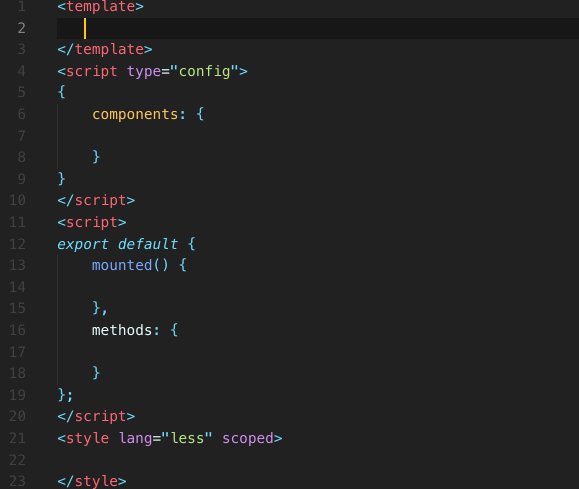 1 <template>
2
3 </template>
4 <script type="config">
5 {
6     components: {
7
8     }
9 }
10 </script>
11 <script>
12 export default {
13     mounted() {
14
15     },
16     methods: {
17
18     }
19 };
20 </script>
21 <style lang="less" scoped>
22
23 </style>